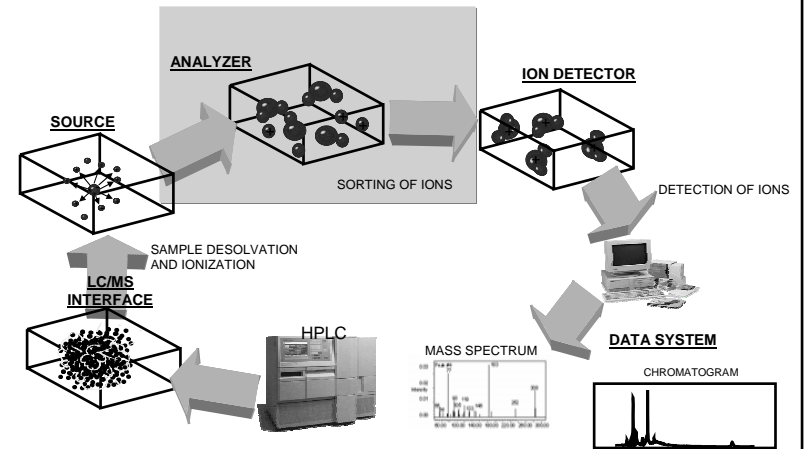 ANALYZER
ION DETECTOR
SOURCE
SORTING OF IONS
DETECTION OF IONS
SAMPLE DESOLVATION
AND IONIZATION
LC/MS
INTERFACE
HPLC
DATA SYSTEM
MASS SPECTRUM
CHROMATOGRAM